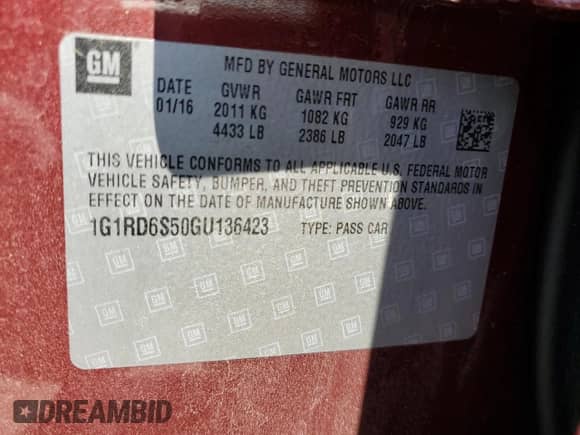 GM
MFD BY GENERAL MOTORS LLC
DATE GVWR GAWR FRT GAWR RR
01/16 2011 KG 1082 KG 929 KG
4433 LB 2386 LB 2047 LB
THIS VEHICLE CONFORMS TO ALL APPLICABLE U.S. FEDERAL MOTOR
VEHICLE SAFETY, BUMPER, AND THEFT PREVENTION STANDARDS IN
EFFECT ON THE DATE OF MANUFACTURE SHOWN ABOVE.
1G1RD6S50GU136423 TYPE: PASS CAR
DREAMBID